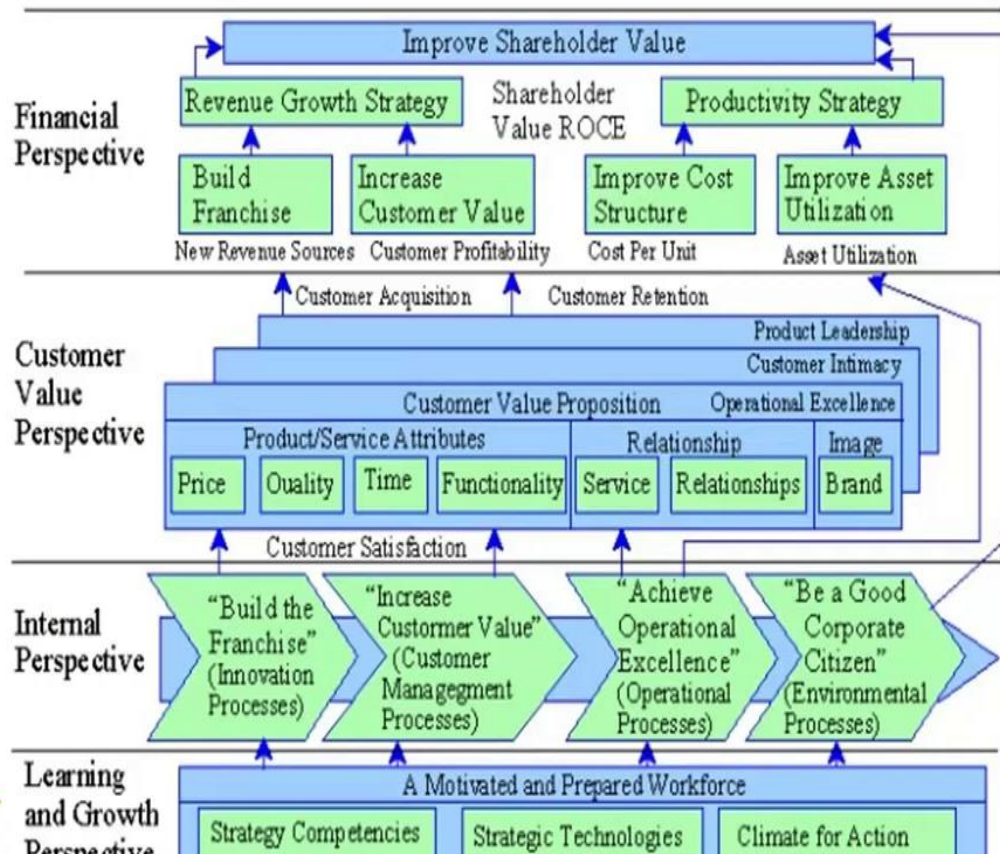 Improve Shareholder Value
Financial
Perspective
Revenue Growth Strategy
Shareholder
Value ROCE
Productivity Strategy
Build
Franchise
Increase
Customer Value
Improve Cost
Structure
Improve Asset
Utilization
New Revenue Sources
Customer Profitability
Cost Per Unit
Asset Utilization
Customer Acquisition
Customer Retention
Customer
Value
Perspective
Product Leadership
Customer Intimacy
Customer Value Proposition
Operational Excellence
Product/Service Attributes
Relationship
Image
Price
Quality
Time
Functionality
Service
Relationships
Brand
Customer Satisfaction
Internal
Perspective
“Build the
Franchise”
(Innovation
Processes)
“Increase
Custormer Value”
(Customer
Managegment
Processes)
“Achieve
Operational
Excellence”
(Operational
Processes)
“Be a Good
Corporate
Citizen”
(Environmental
Processes)
Learning
and Growth
Perspective
A Motivated and Prepared Workforce
Strategy Competencies
Strategic Technologies
Climate for Action